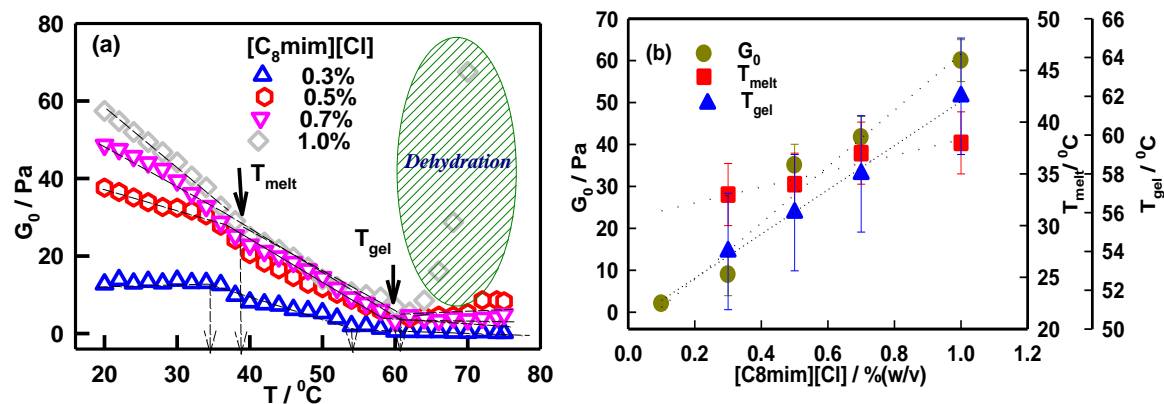 (a)
[C8mim][Cl]
0.3%
0.5%
0.7%
1.0%
Dehydration
Tmelt
Tgel
80
60
40
20
0
G0 / Pa
20 30 40 50 60 70 80
T / 0C
(b)
G0
Tmelt
Tgel
70
60
50
40
30
20
10
0
G0 / Pa
0.0 0.2 0.4 0.6 0.8 1.0 1.2
[C8mim][Cl] / %(w/v)
50
45
40
35
30
25
20
Tmelt / 0C
66
64
62
60
58
56
54
52
50
Tgel / 0C